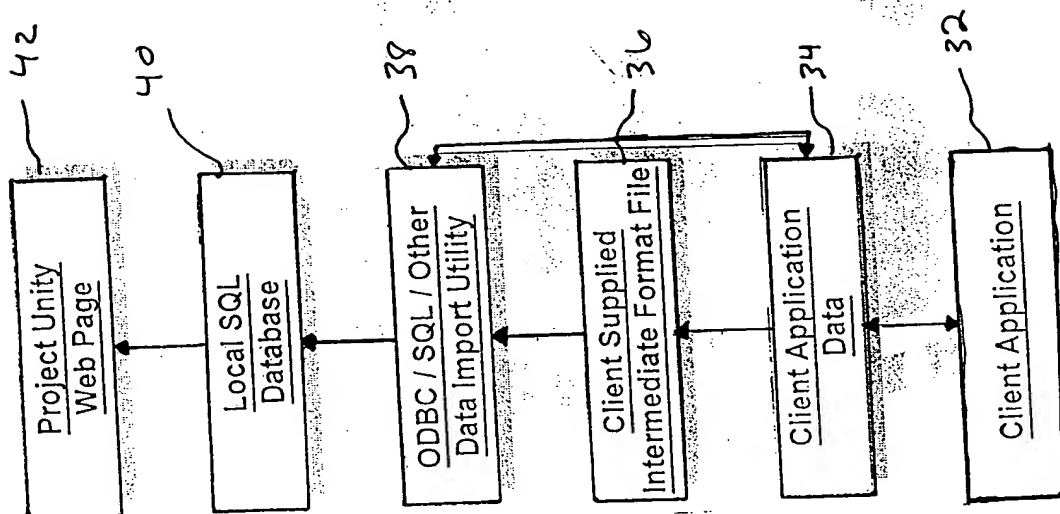 42
Project Unity
Web Page
40
Local SQL
Database
38
ODBC / SQL / Other
Data Import Utility
36
Client Supplied
Intermediate Format File
34
Client Application
Data
32
Client Application